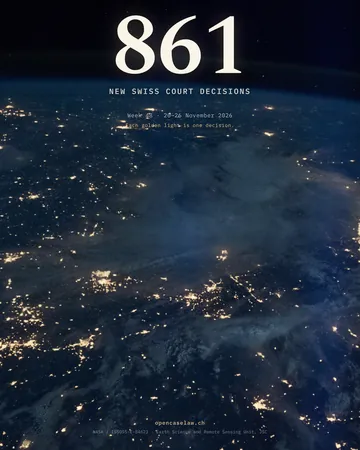 861
NEW SWISS COURT DECISIONS
Week · 20–26 November 2026
Each golden light is one decision.
opencaselaw.ch
NASA Earth Science and Remote Sensing Unit, JSC